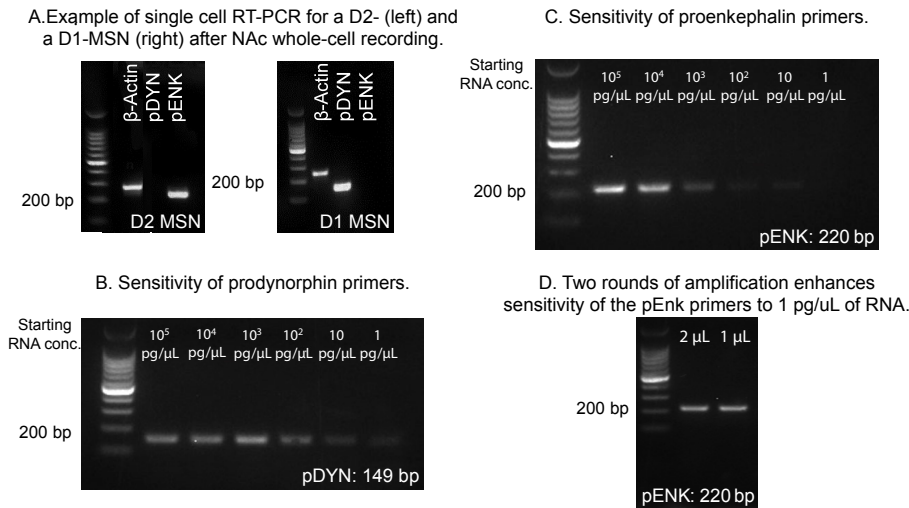 A.Example of single cell RT-PCR for a D2- (left) and
a D1-MSN (right) after NAc whole-cell recording.
β-Actin
pDYN
pENK
200 bp
D2 MSN
β-Actin
pDYN
pENK
200 bp
D1 MSN
B. Sensitivity of prodynorphin primers.
Starting
RNA conc.
10⁵ 10⁴ 10³ 10² 10 1
pg/µL pg/µL pg/µL pg/µL pg/µL pg/µL
200 bp
pDYN: 149 bp
C. Sensitivity of proenkephalin primers.
Starting
RNA conc.
10⁵ 10⁴ 10³ 10² 10 1
pg/µL pg/µL pg/µL pg/µL pg/µL pg/µL
200 bp
pENK: 220 bp
D. Two rounds of amplification enhances
sensitivity of the pEnk primers to 1 pg/uL of RNA.
2 µL 1 µL
200 bp
pENK: 220 bp